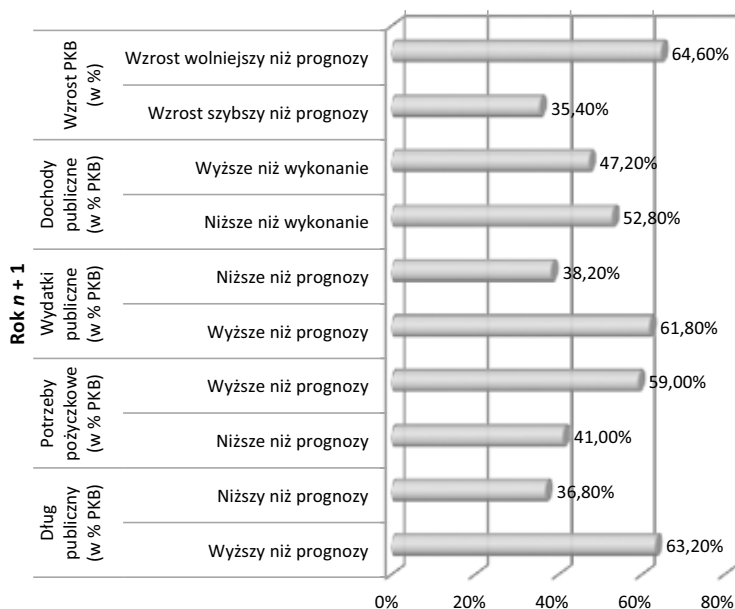 Rok n + 1
Wzrost PKB
(w %)
Wzrost wolniejszy niż prognozy
64,60%
Wzrost szybszy niż prognozy
35,40%
Dochody
publiczne
(w % PKB)
Wyższe niż wykonanie
47,20%
Niższe niż wykonanie
52,80%
Wydatki
publiczne
(w % PKB)
Niższe niż prognozy
38,20%
Wyższe niż prognozy
61,80%
Potrzeby
pożyczkowe
(w % PKB)
Wyższe niż prognozy
59,00%
Niższe niż prognozy
41,00%
Dług
publiczny
(w % PKB)
Niższy niż prognozy
36,80%
Wyższy niż prognozy
63,20%
0% 20% 40% 60% 80%